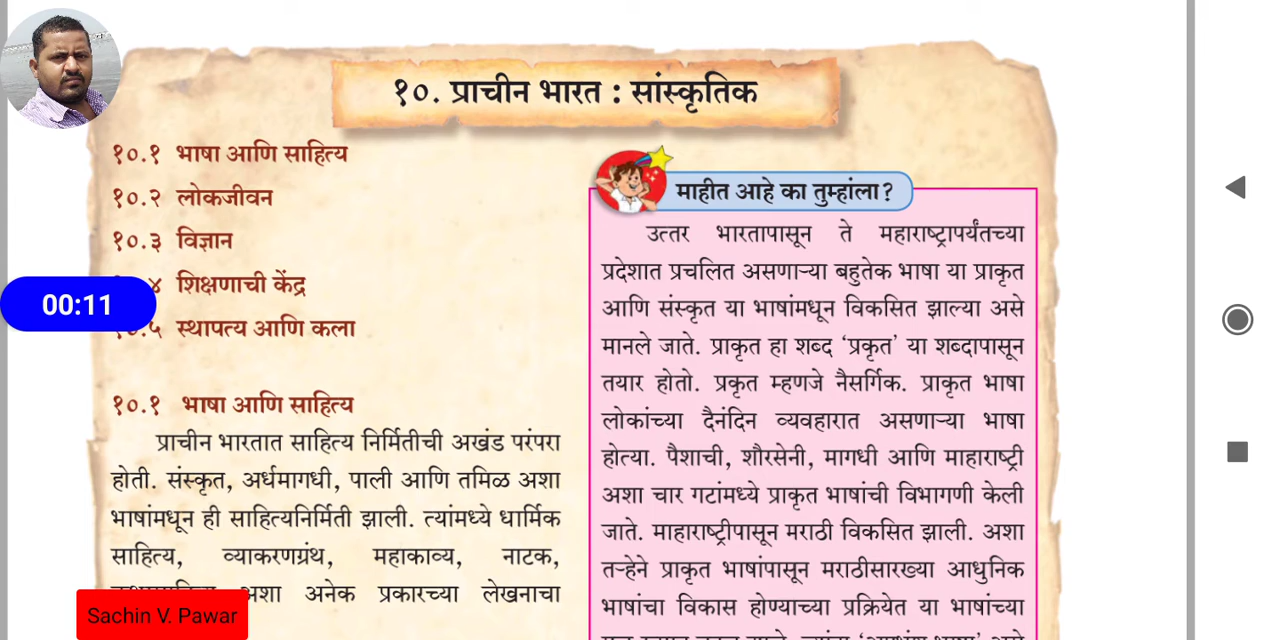 १०. प्राचीन भारत : सांस्कृतिक
१०.१ भाषा आणि साहित्य
१०.२ लोकजीवन
१०.३ विज्ञान
४ शिक्षणाची केंद्र
१०.५ स्थापत्य आणि कला
00:11
१०.१ भाषा आणि साहित्य
प्राचीन भारतात साहित्य निर्मितीची अखंड परंपरा
होती. संस्कृत, अर्धमागधी, पाली आणि तमिळ अशा
भाषांमधून ही साहित्यनिर्मिती झाली. त्यांमध्ये धार्मिक
साहित्य, व्याकरणग्रंथ, महाकाव्य, नाटक,
अशा अनेक प्रकारच्या लेखनाचा
Sachin V. Pawar
माहीत आहे का तुम्हांला?
उत्तर भारतापासून ते महाराष्ट्रापर्यंतच्या
प्रदेशात प्रचलित असणाऱ्या बहुतेक भाषा या प्राकृत
आणि संस्कृत या भाषांमधून विकसित झाल्या असे
मानले जाते. प्राकृत हा शब्द ‘प्रकृत’ या शब्दापासून
तयार होतो. प्रकृत म्हणजे नैसर्गिक. प्राकृत भाषा
लोकांच्या दैनंदिन व्यवहारात असणाऱ्या भाषा
होत्या. पैशाची, शौरसेनी, मागधी आणि माहाराष्ट्री
अशा चार गटांमध्ये प्राकृत भाषांची विभागणी केली
जाते. माहाराष्ट्रीपासून मराठी विकसित झाली. अशा
तऱ्हेने प्राकृत भाषांपासून मराठीसारख्या आधुनिक
भाषांचा विकास होण्याच्या प्रक्रियेत या भाषांच्या